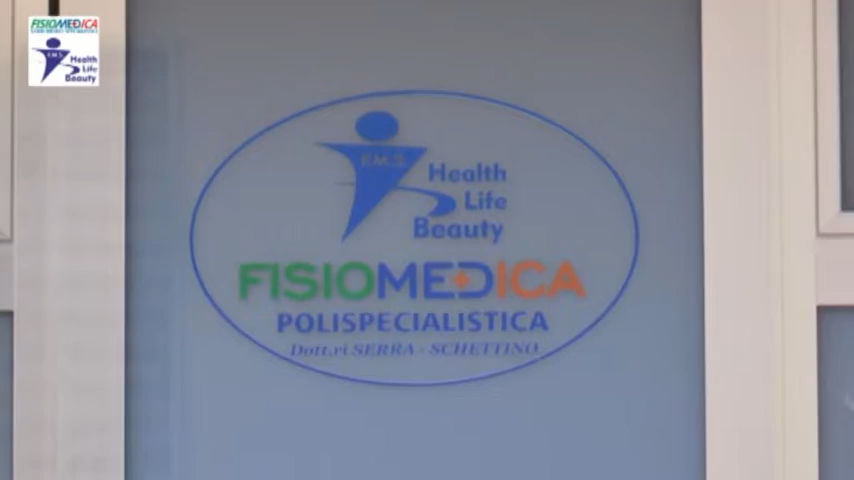 FISIOMEDICA
F.M.S.
Health
Life
Beauty
F.M.S.
Health
Life
Beauty
FISIOMEDICA
POLISPECIALISTICA
Dott.ri SERRA - SCHETTINO